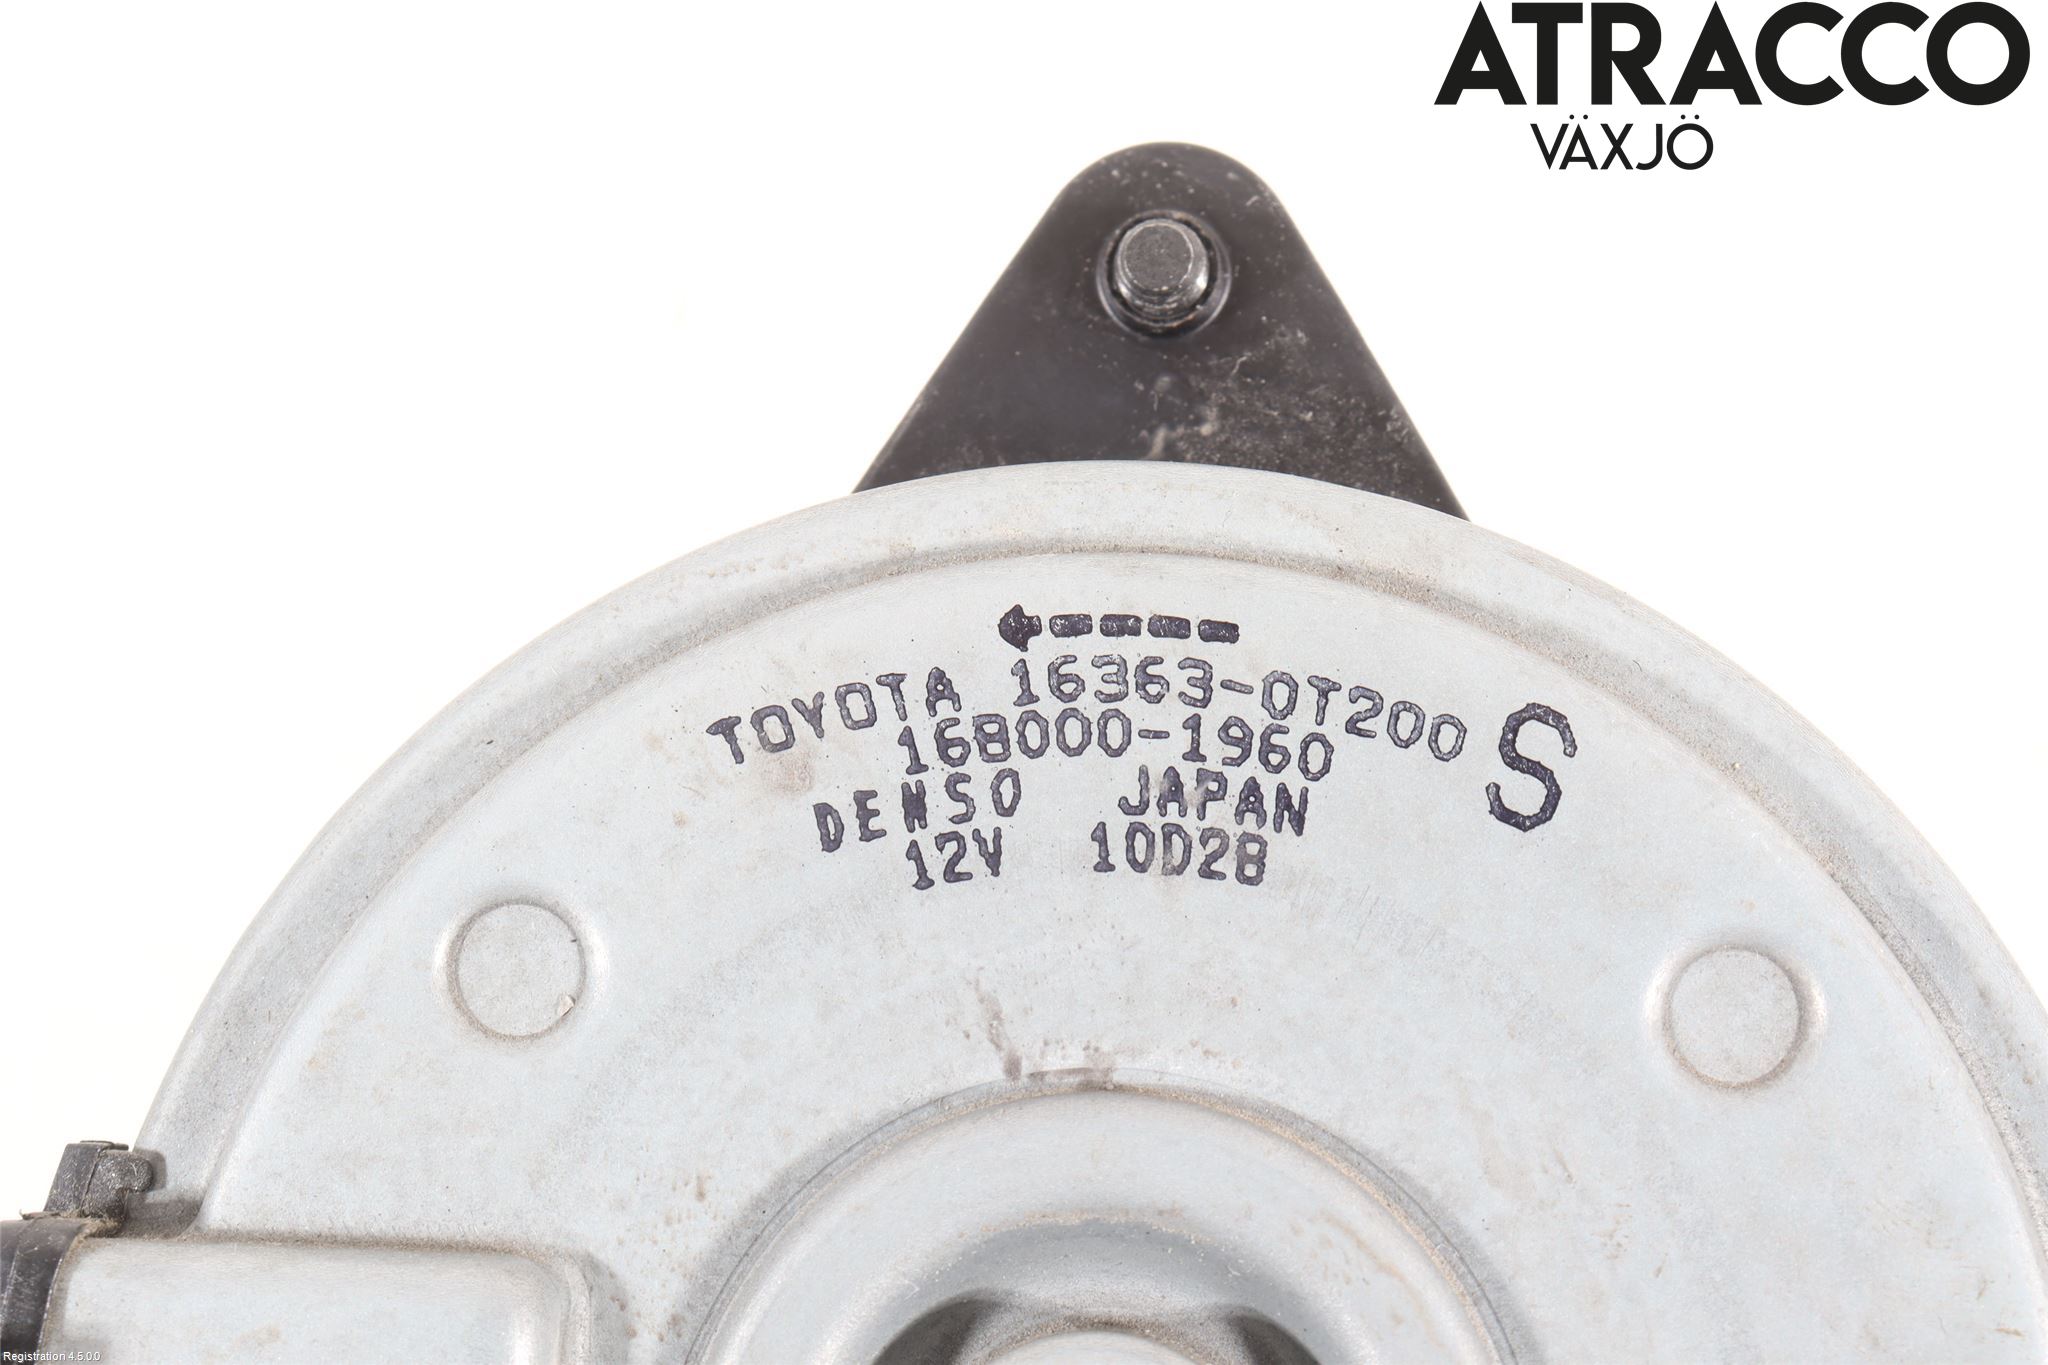 ATRACCO
VÄXJÖ
TOYOTA 16363-0T200 S
168000-1960
DENSO JAPAN
12V 10D28
Registration 4.5.0.0